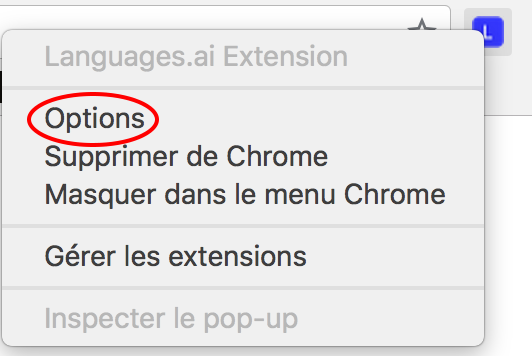 L
Languages.ai Extension
Options
Supprimer de Chrome
Masquer dans le menu Chrome
Gérer les extensions
Inspecter le pop-up